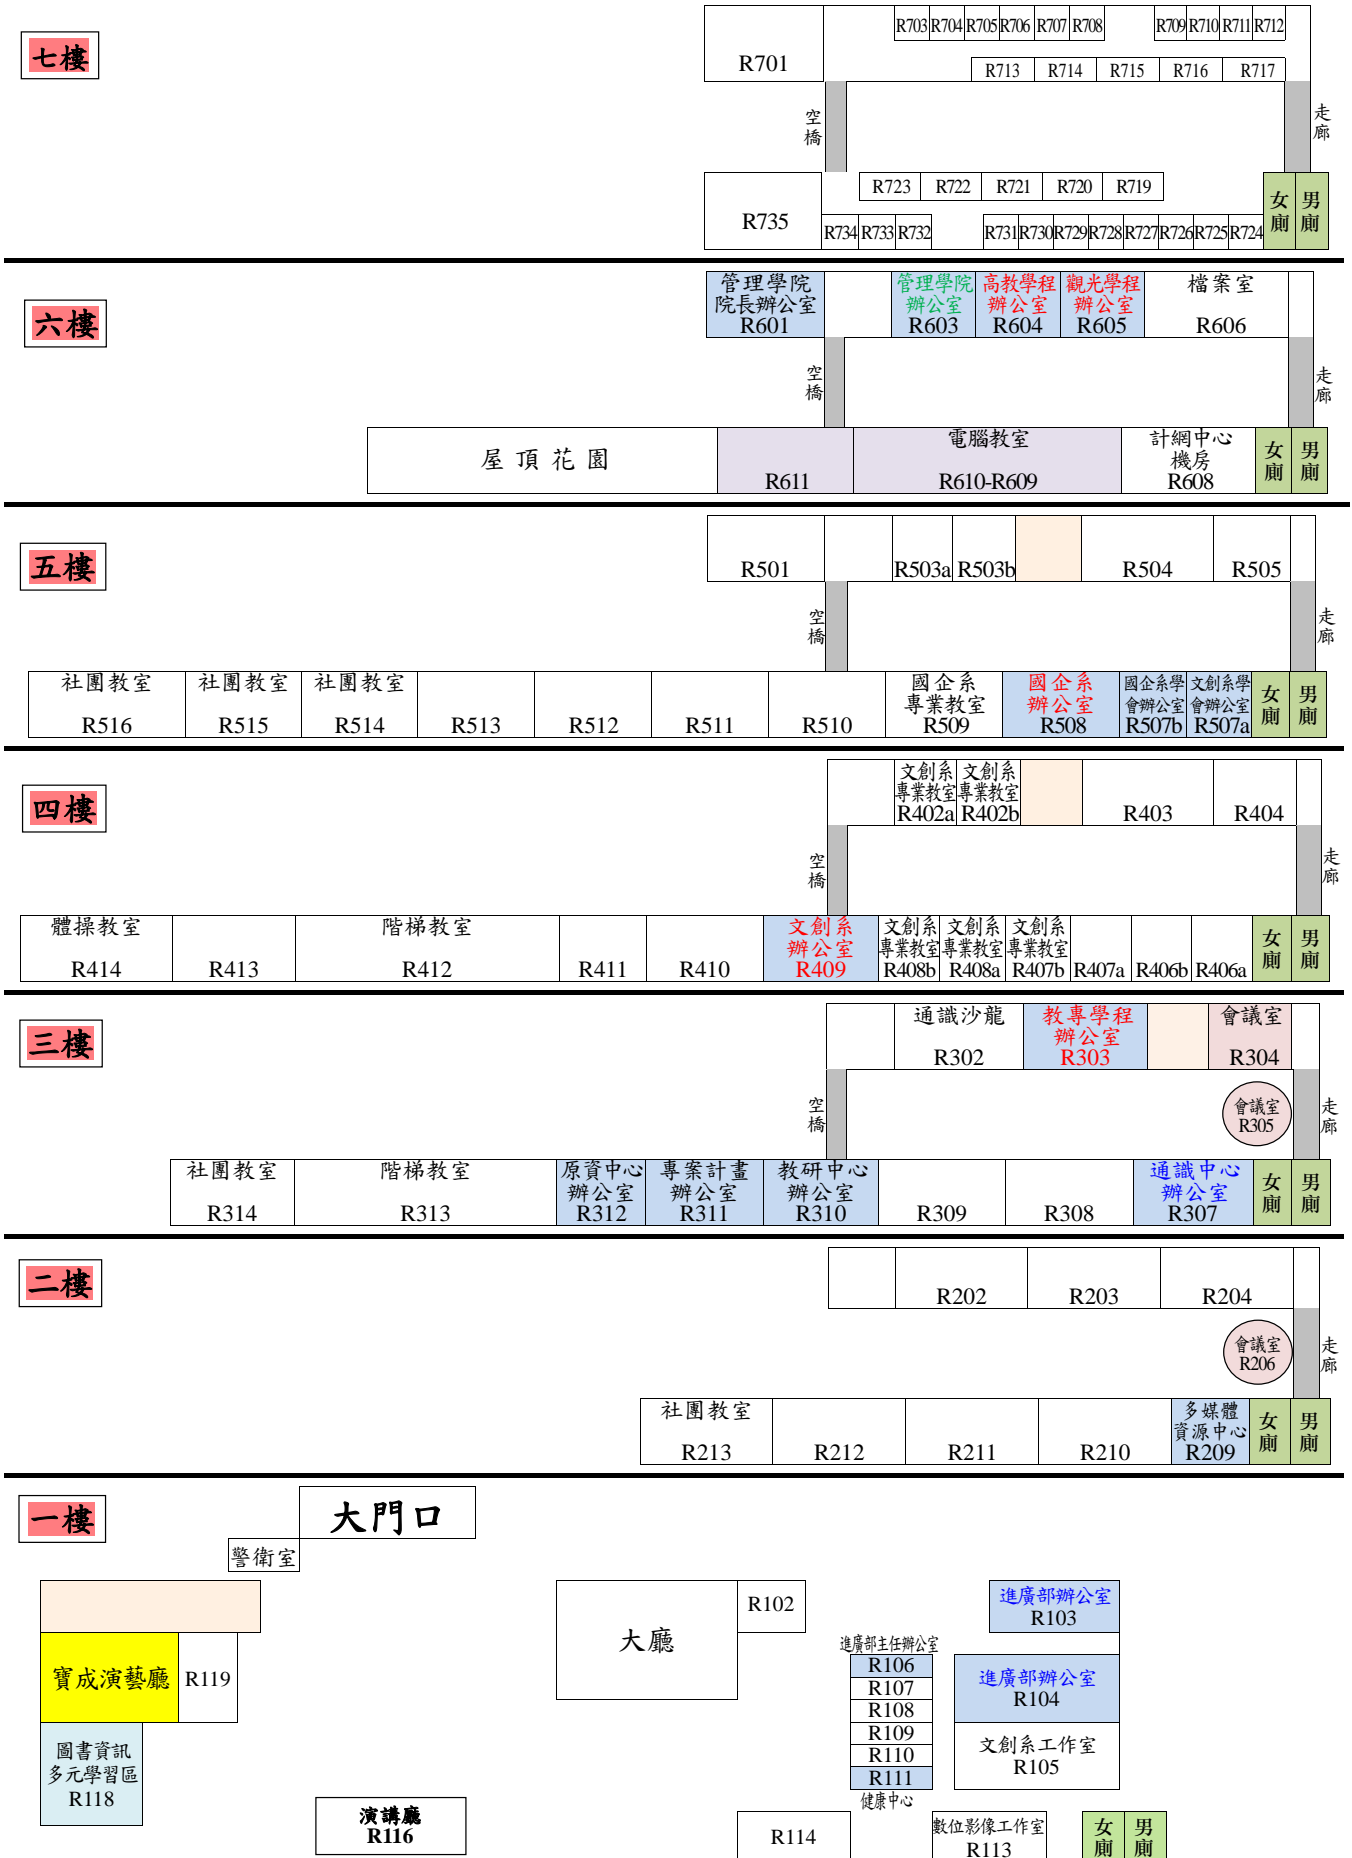 七樓
R703 R704 R705 R706 R707 R708 R709 R710 R711 R712
R701
R713 R714 R715 R716 R717
空橋 走廊
R723 R722 R721 R720 R719
R735
女廁 男廁
R734 R733 R732 R731 R730 R729 R728 R727 R726 R725 R724
六樓
管理學院
院長辦公室
R601
管理學院
辦公室
R603
高教學程
辦公室
R604
觀光學程
辦公室
R605
檔案室
R606
空橋 走廊
屋頂花園
R611
電腦教室
R610-R609
計網中心
機房
R608
女廁 男廁
五樓
R501 R503a R503b R504 R505
空橋 走廊
社團教室
R516
社團教室
R515
社團教室
R514
R513 R512 R511 R510
國企系
專業教室
R509
國企系
辦公室
R508
國企系學
會辦公室
R507b
文創系學
會辦公室
R507a
女廁 男廁
四樓
文創系
專業教室
R402a
文創系
專業教室
R402b
R403 R404
空橋 走廊
體操教室
R414
R413
階梯教室
R412
R411 R410
文創系
辦公室
R409
文創系
專業教室
R408b
文創系
專業教室
R408a
文創系
專業教室
R407b
R407a R406b R406a
女廁 男廁
三樓
通識沙龍
R302
教專學程
辦公室
R303
會議室
R304
會議室
R305
空橋 走廊
社團教室
R314
階梯教室
R313
原資中心
辦公室
R312
專案計畫
辦公室
R311
教研中心
辦公室
R310
R309 R308
通識中心
辦公室
R307
女廁 男廁
二樓
R202 R203 R204
會議室
R206
走廊
社團教室
R213
R212 R211 R210
多媒體
資源中心
R209
女廁 男廁
一樓
大門口
警衛室
大廳
R102
進廣部辦公室
R103
寶成演藝廳
R119
進廣部主任辦公室
R106
R107
R108
R109
R110
R111
健康中心
進廣部辦公室
R104
文創系工作室
R105
圖書資訊
多元學習區
R118
演講廳
R116
R114
數位影像工作室
R113
女廁 男廁